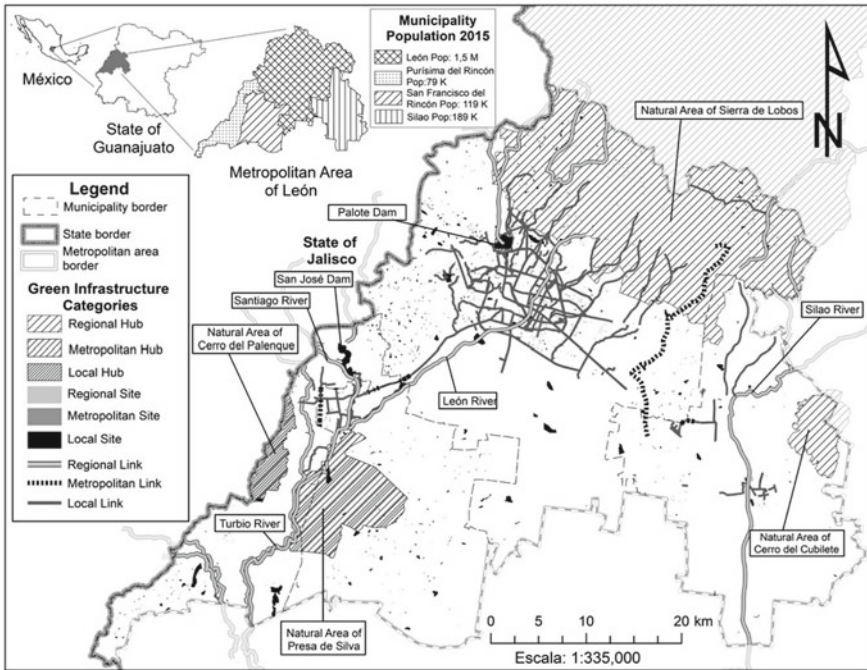 México
State of
Guanajuato
Metropolitan Area
of León
Municipality
Population 2015
León Pop: 1,5 M
Purísima del Rincón
Pop:79 K
San Francisco del
Rincón Pop: 119 K
Silao Pop:189 K
N
Natural Area of Sierra de Lobos
Legend
Municipality border
State border
Metropolitan area
border
Green Infrastructure
Categories
Regional Hub
Metropolitan Hub
Local Hub
Regional Site
Metropolitan Site
Local Site
Regional Link
Metropolitan Link
Local Link
Palote Dam
State of
Jalisco
San José Dam
Santiago River
Natural Area of
Cerro del Palenque
Silao River
León River
Turbio River
Natural Area of
Cerro del Cubilete
Natural Area of
Presa de Silva
0 5 10 20 km
Escala: 1:335,000